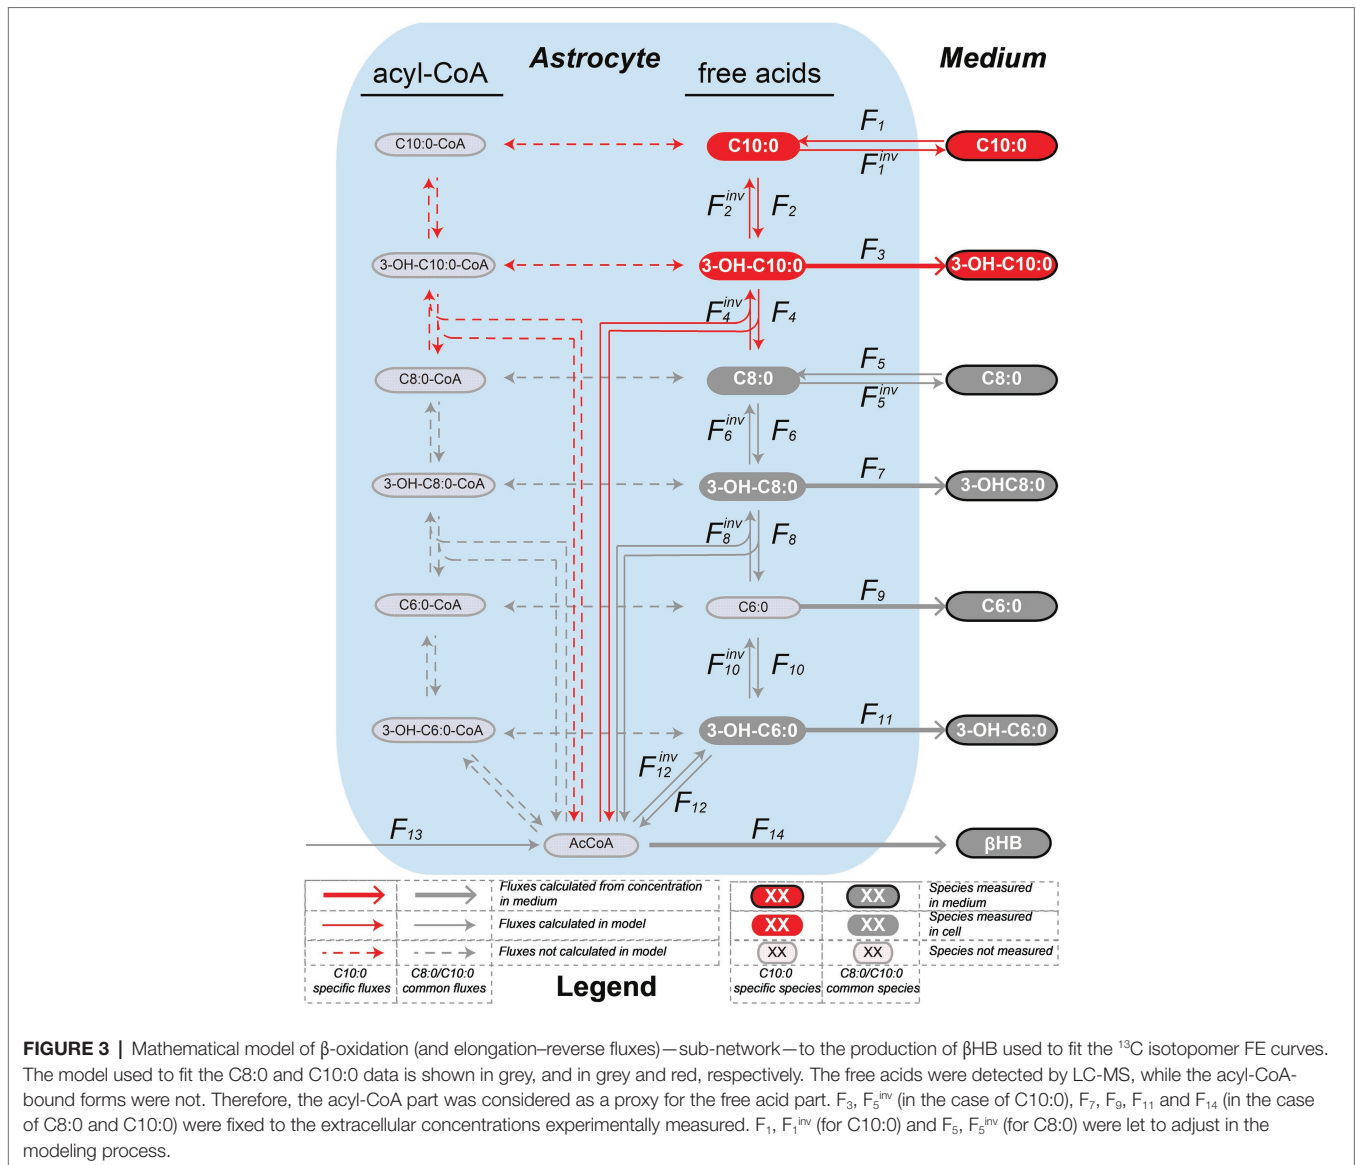 Astrocyte
Medium
acyl-CoA
free acids
C10:0-CoA
C10:0
F1
F1inv
C10:0
F2inv
F2
3-OH-C10:0-CoA
3-OH-C10:0
F3
3-OH-C10:0
F4inv
F4
C8:0-CoA
C8:0
F5
F5inv
C8:0
F6inv
F6
3-OH-C8:0-CoA
3-OH-C8:0
F7
3-OHC8:0
F8inv
F8
C6:0-CoA
C6:0
F9
C6:0
F10inv
F10
3-OH-C6:0-CoA
3-OH-C6:0
F11
3-OH-C6:0
F12inv
F12
F13
AcCoA
F14
βHB
Fluxes calculated from concentration
in medium
Fluxes calculated in model
Fluxes not calculated in model
C10:0
specific fluxes
C8:0/C10:0
common fluxes
Legend
XX
XX
Species measured
in medium
XX
XX
Species measured
in cell
XX
XX
Species not measured
C10:0
specific species
C8:0/C10:0
common species
FIGURE 3 | Mathematical model of β-oxidation (and elongation–reverse fluxes)—sub-network—to the production of βHB used to fit the 13C isotopomer FE curves.
The model used to fit the C8:0 and C10:0 data is shown in grey, and in grey and red, respectively. The free acids were detected by LC-MS, while the acyl-CoA-
bound forms were not. Therefore, the acyl-CoA part was considered as a proxy for the free acid part. F3, F5inv (in the case of C10:0), F7, F9, F11 and F14 (in the case
of C8:0 and C10:0) were fixed to the extracellular concentrations experimentally measured. F1, F1inv (for C10:0) and F5, F5inv (for C8:0) were let to adjust in the
modeling process.